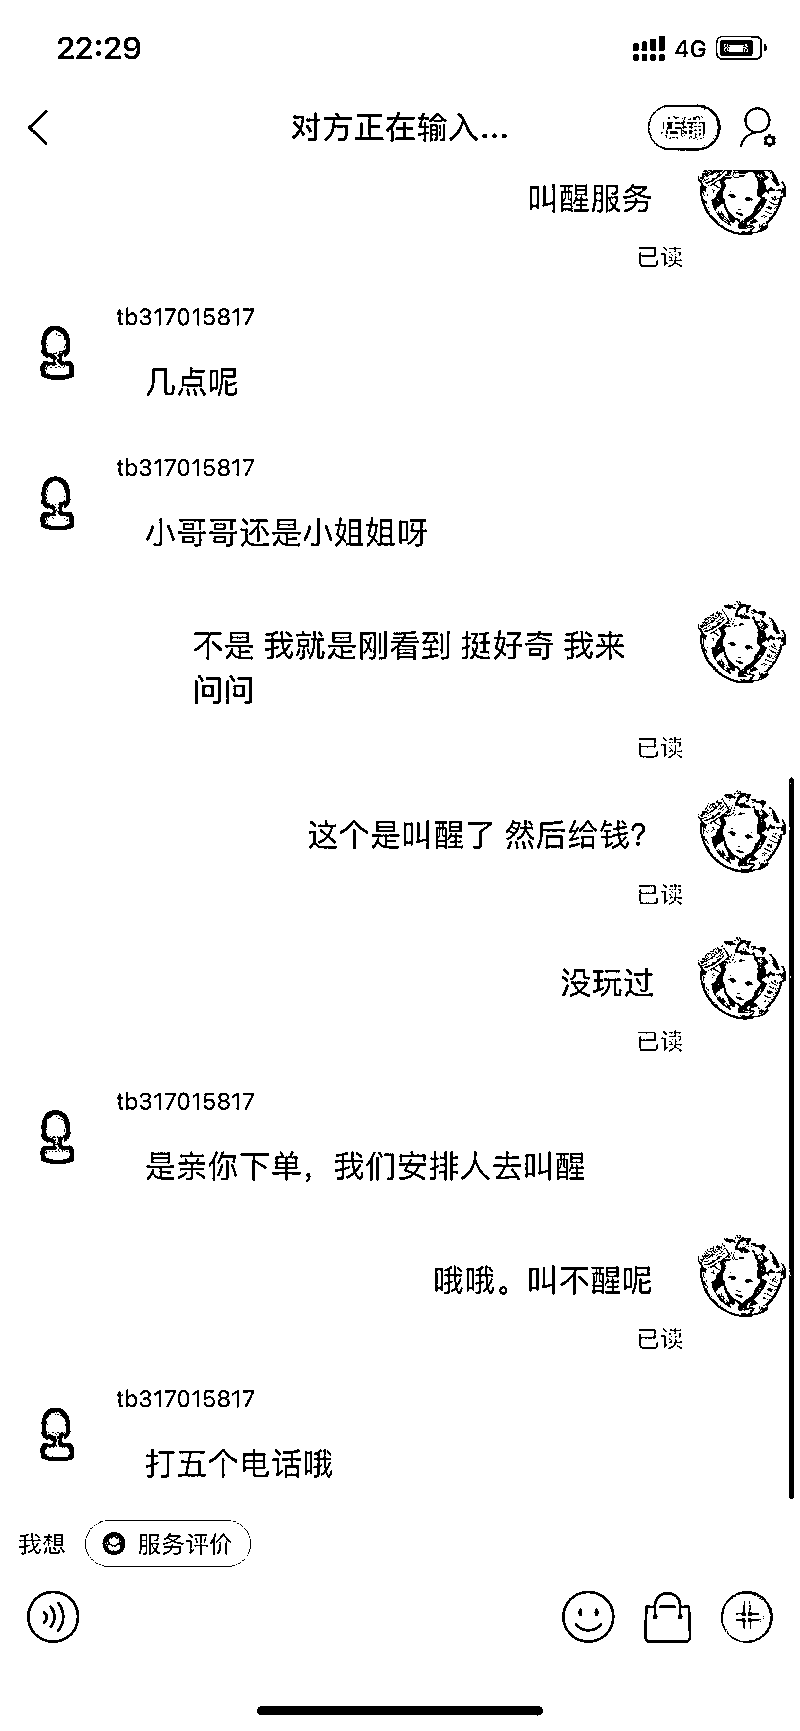 22:29
4G
对方正在输入...
店铺
叫醒服务
已读
tb317015817
几点呢
tb317015817
小哥哥还是小姐姐呀
不是 我就是刚看到 挺好奇 我来
问问
已读
这个是叫醒了 然后给钱?
已读
没玩过
已读
tb317015817
是亲你下单，我们安排人去叫醒
哦哦。叫不醒呢
已读
tb317015817
打五个电话哦
我想
服务评价